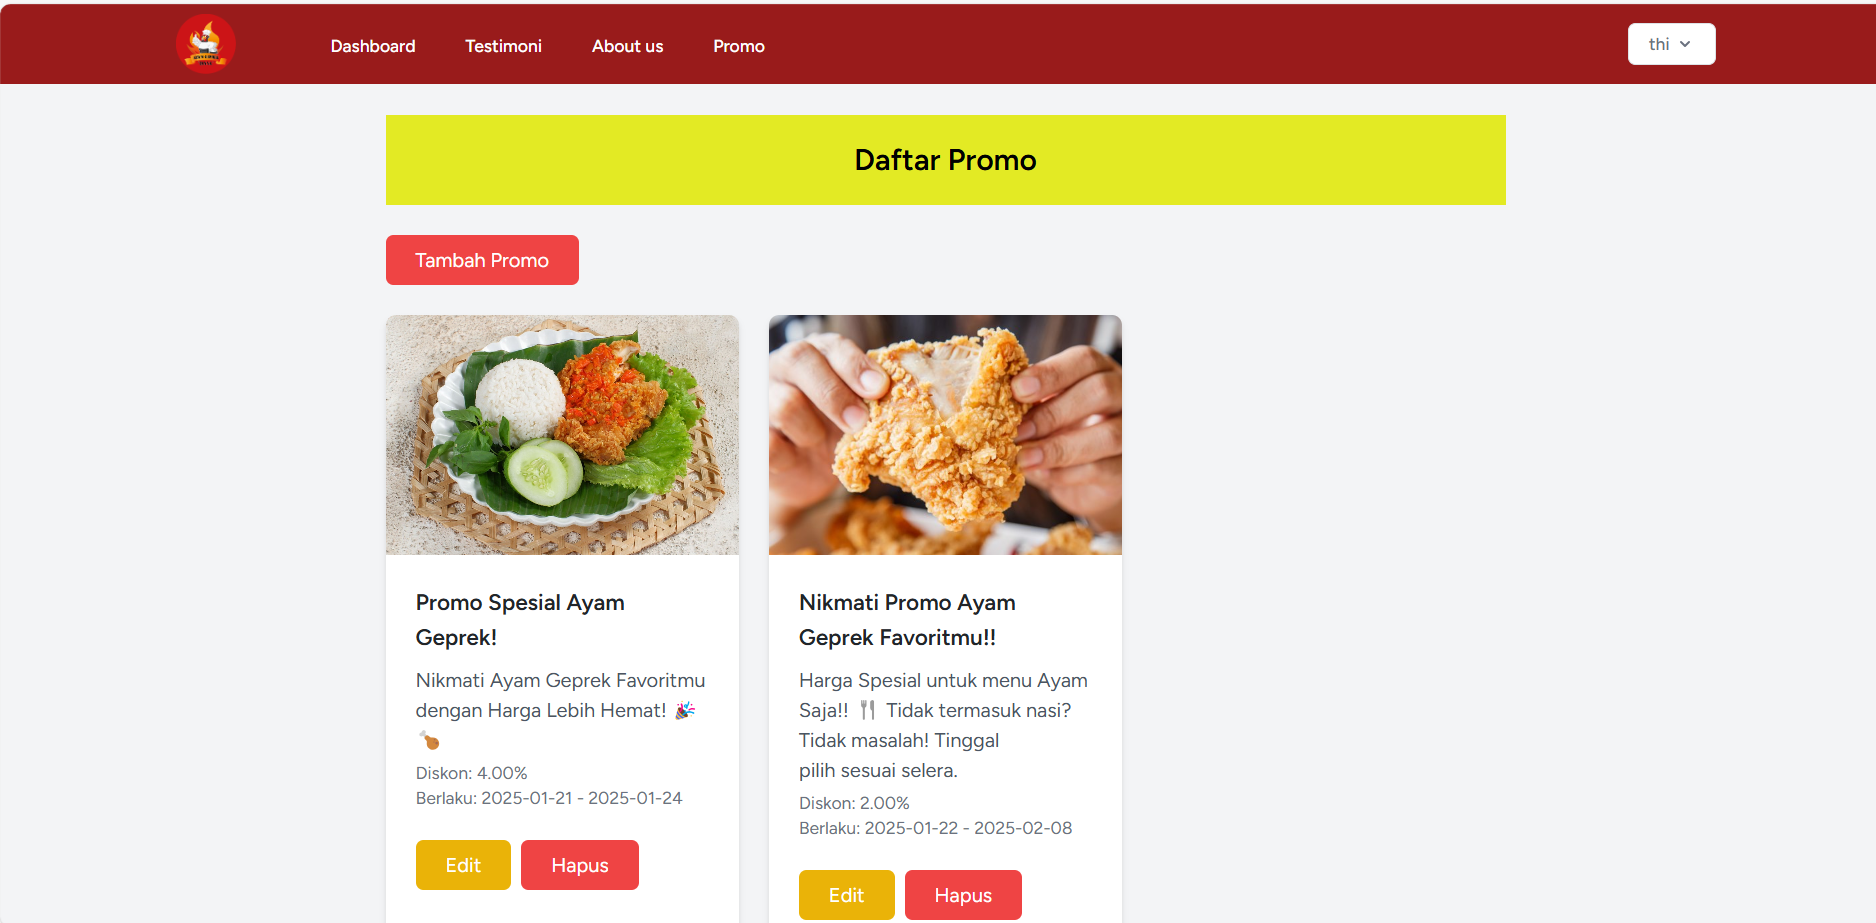 Dashboard Testimoni About us Promo thi
Daftar Promo
Tambah Promo
Promo Spesial Ayam
Geprek!
Nikmati Ayam Geprek Favoritmu
dengan Harga Lebih Hemat! 🎉
🍗
Diskon: 4.00%
Berlaku: 2025-01-21 - 2025-01-24
Edit Hapus
Nikmati Promo Ayam
Geprek Favoritmu!!
Harga Spesial untuk menu Ayam
Saja!! 🍴 Tidak termasuk nasi?
Tidak masalah! Tinggal
pilih sesuai selera.
Diskon: 2.00%
Berlaku: 2025-01-22 - 2025-02-08
Edit Hapus